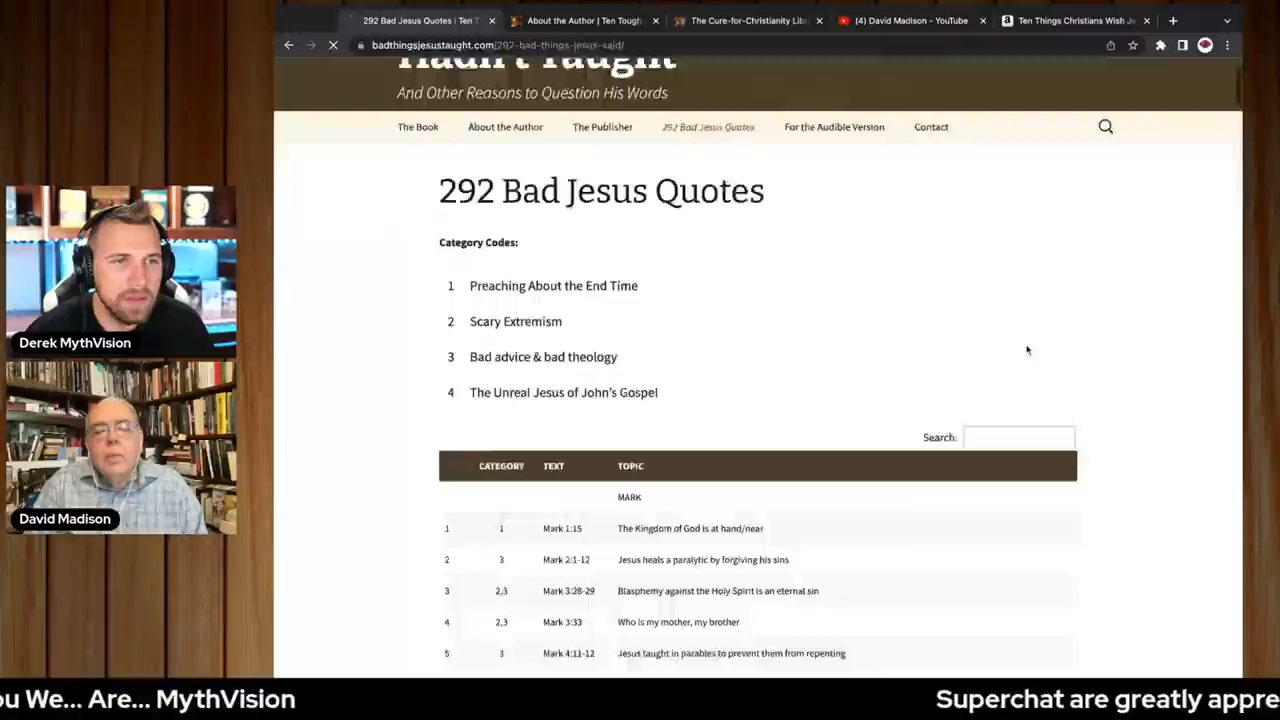 292 Bad Jesus Quotes | Ten T
About the Author | Ten Tough
The Cure-for-Christianity Lib
(4) David Madison - YouTube
Ten Things Christians Wish J
badthingsjesustaught.com/292-bad-things-jesus-said/
Hadn't Taught
And Other Reasons to Question His Words
The Book About the Author The Publisher 292 Bad Jesus Quotes For the Audible Version Contact
292 Bad Jesus Quotes
Category Codes:
1 Preaching About the End Time
2 Scary Extremism
3 Bad advice & bad theology
4 The Unreal Jesus of John's Gospel
Search:
CATEGORY TEXT TOPIC
MARK
1 1 Mark 1:15 The Kingdom of God is at hand/near
2 3 Mark 2:1-12 Jesus heals a paralytic by forgiving his sins
3 2,3 Mark 3:28-29 Blasphemy against the Holy Spirit is an eternal sin
4 2,3 Mark 3:33 Who is my mother, my brother
5 3 Mark 4:11-12 Jesus taught in parables to prevent them from repenting
Derek MythVision
David Madison
ou We... Are... MythVision
Superchat are greatly appre